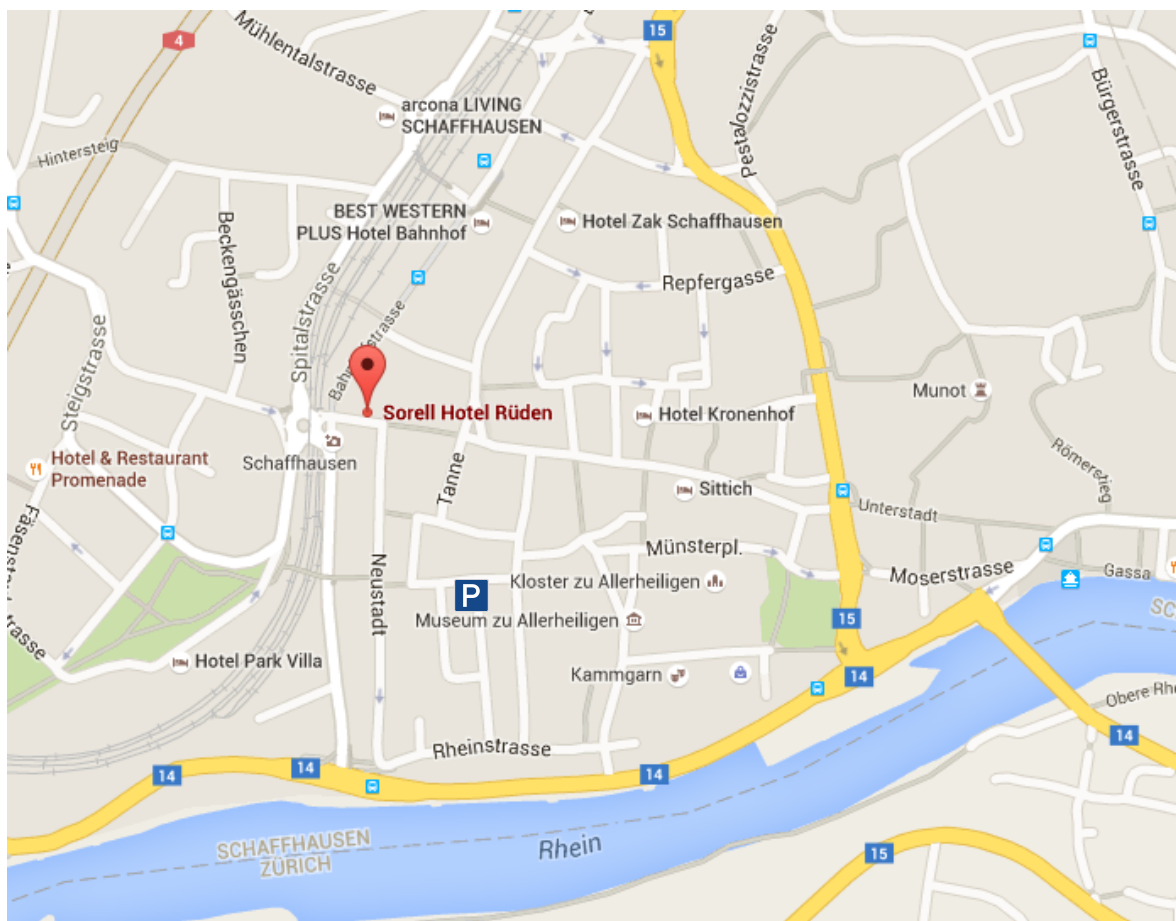 15
4
Mühlentalstrasse
arcona LIVING
SCHAFFHAUSEN
Pestalozzistrasse
Bürgerstrasse
Hintersteig
BEST WESTERN
PLUS Hotel Bahnhof
Hotel Zak Schaffhausen
Beckengässchen
Spitalstrasse
Repfergasse
Steigstrasse
Sorell Hotel Rüden
Hotel Kronenhof
Munot
Schaffhausen
Hotel & Restaurant
Promenade
Tanne
Sittich
Römerstieg
Unterstadt
Neustadt
Münsterpl.
Moserstrasse
Gassa
P
Kloster zu Allerheiligen
Museum zu Allerheiligen
15
Hotel Park Villa
Kammgarn
14
Obere Rhe
Rheinstrasse
14
14
14
14
SCHAFFHAUSEN
ZÜRICH
Rhein
15